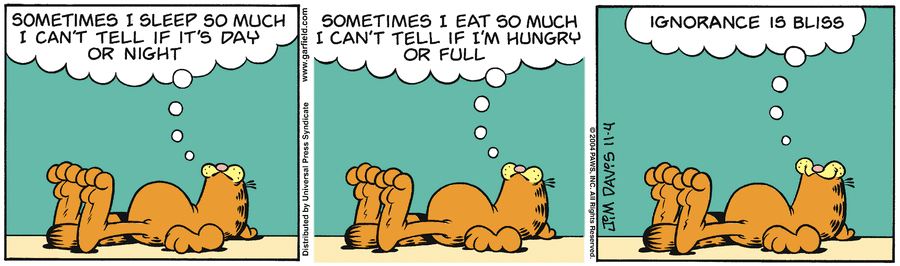 SOMETIMES I SLEEP SO MUCH
I CAN'T TELL IF IT'S DAY
OR NIGHT
www.garfield.com
Distributed by Universal Press Syndicate
SOMETIMES I EAT SO MUCH
I CAN'T TELL IF I'M HUNGRY
OR FULL
IGNORANCE IS BLISS
© 2004 PAWS, INC. All Rights Reserved.
JIM DAVIS 4-11